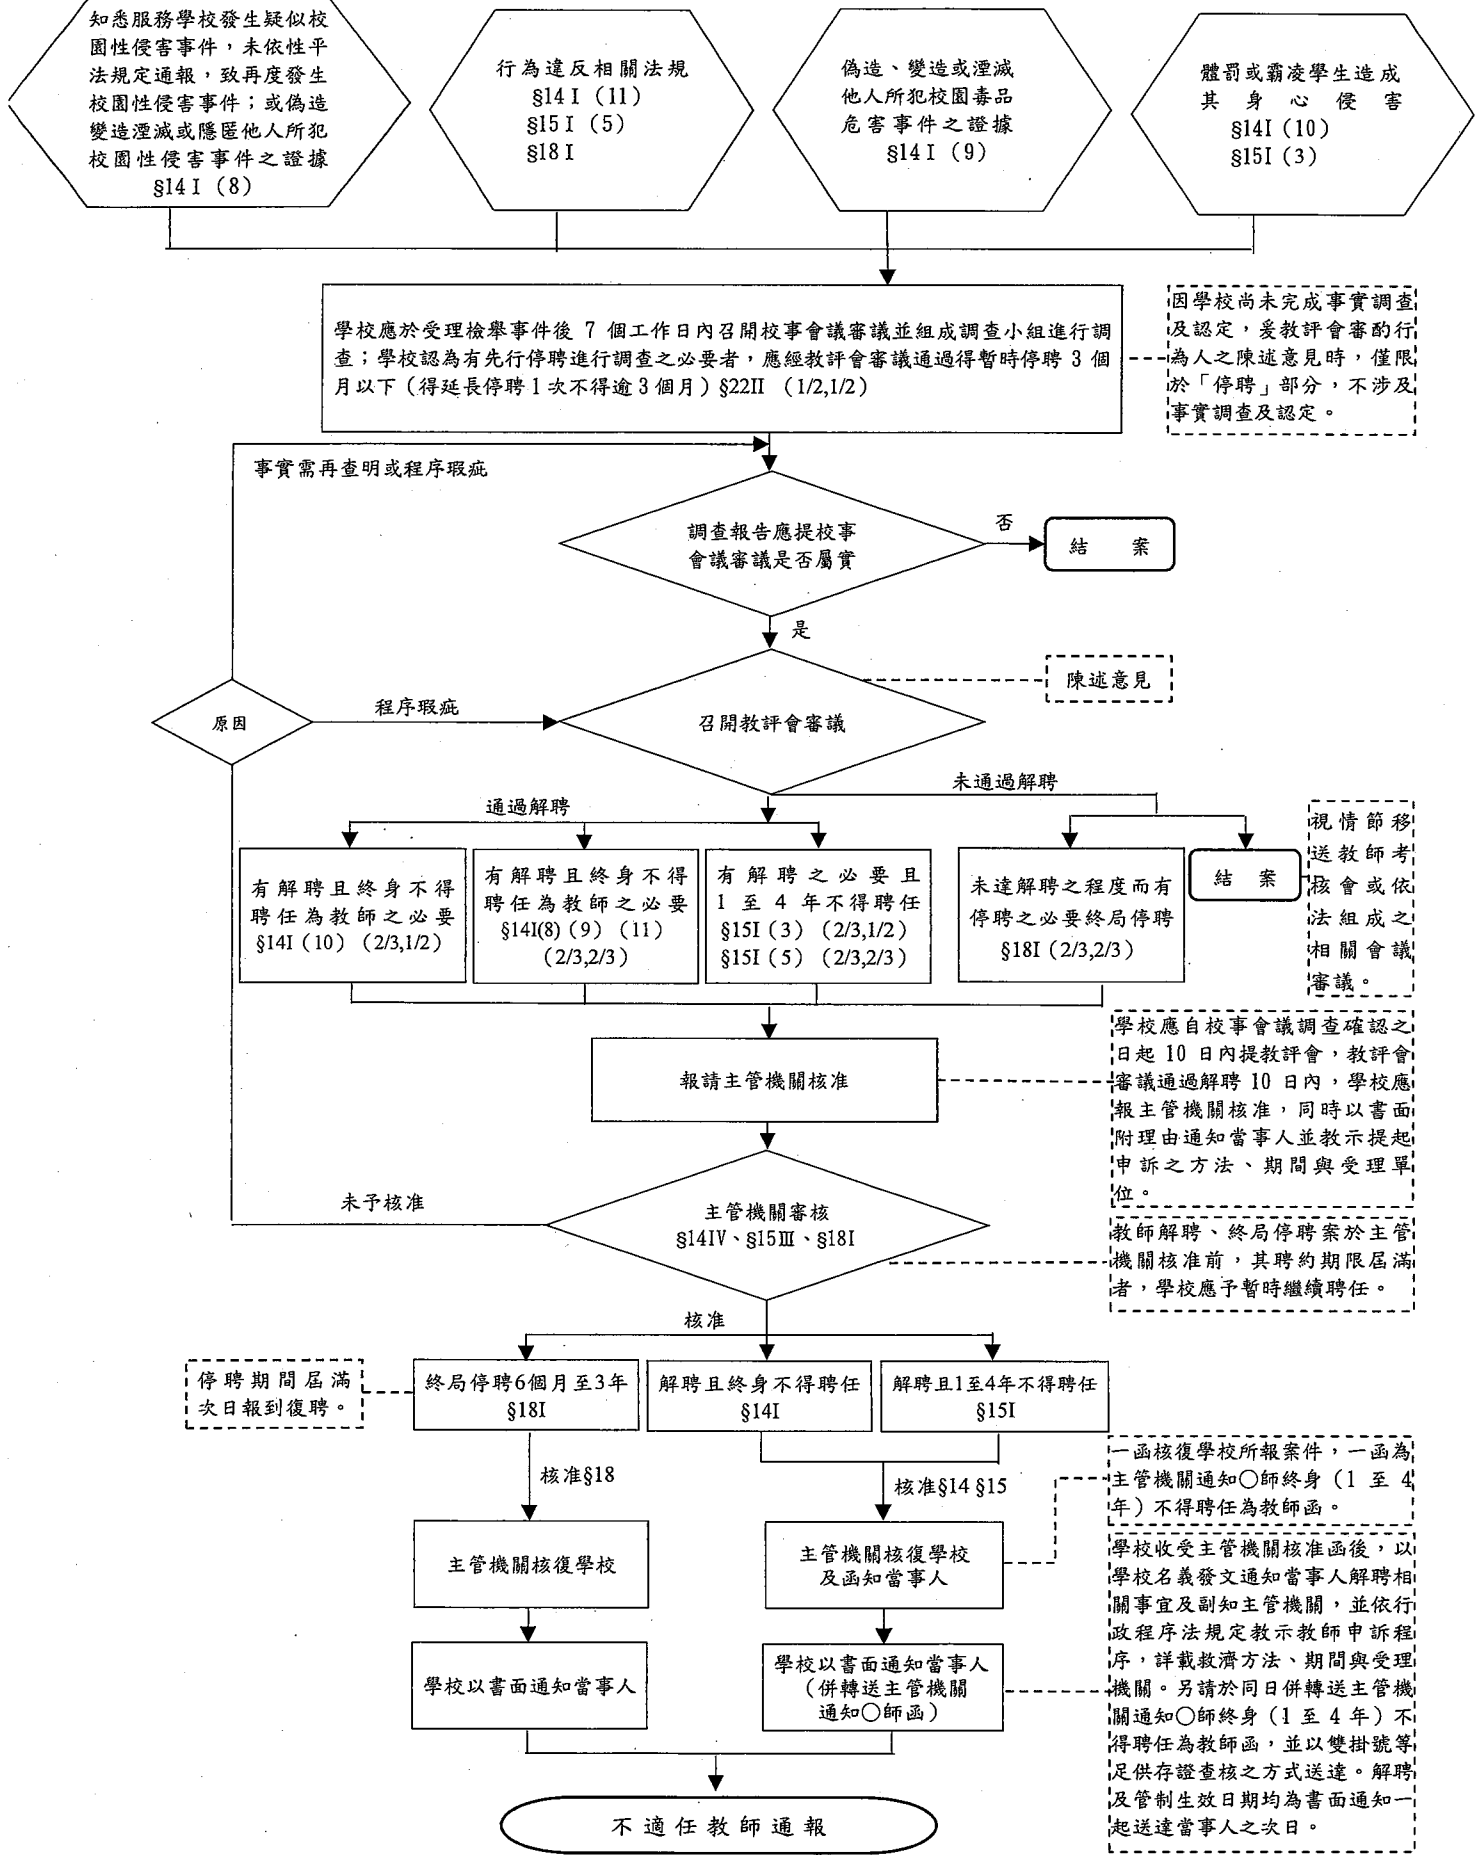 知悉服務學校發生疑似校
園性侵害事件，未依性平
法規定通報，致再度發生
校園性侵害事件；或偽造
變造湮滅或隱匿他人所犯
校園性侵害事件之證據
§14 I（8）
行為違反相關法規
§14 I（11）
§15 I（5）
§18 I
偽造、變造或湮滅
他人所犯校園毒品
危害事件之證據
§14 I（9）
體罰或霸凌學生造成
其身心侵害
§14I（10）
§15I（3）
學校應於受理檢舉事件後 7 個工作日內召開校事會議審議並組成調查小組進行調
查；學校認為有先行停聘進行調查之必要者，應經教評會審議通過得暫時停聘 3 個
月以下（得延長停聘 1 次不得逾 3 個月）§22II （1/2,1/2）
因學校尚未完成事實調查
及認定，爰教評會審酌行
為人之陳述意見時，僅限
於「停聘」部分，不涉及
事實調查及認定。
事實需再查明或程序瑕疵
調查報告應提校事
會議審議是否屬實
否
結 案
是
陳述意見
原因
程序瑕疵
召開教評會審議
未通過解聘
通過解聘
有解聘且終身不得
聘任為教師之必要
§14I（10）（2/3,1/2）
有解聘且終身不得
聘任為教師之必要
§14I(8)（9）（11）
（2/3,2/3）
有解聘之必要且
1 至 4 年不得聘任
§15I（3）（2/3,1/2）
§15I（5）（2/3,2/3）
未達解聘之程度而有
停聘之必要終局停聘
§18I（2/3,2/3）
結 案
視情節移
送教師考
核會或依
法組成之
相關會議
審議。
報請主管機關核准
學校應自校事會議調查確認之
日起 10 日內提教評會，教評會
審議通過解聘 10 日內，學校應
報主管機關核准，同時以書面
附理由通知當事人並教示提起
申訴之方法、期間與受理單
位。
未予核准
主管機關審核
§14IV、§15Ⅲ、§18I
教師解聘、終局停聘案於主管
機關核准前，其聘約期限屆滿
者，學校應予暫時繼續聘任。
核准
停聘期間屆滿
次日報到復聘。
終局停聘6個月至3年
§18I
解聘且終身不得聘任
§14I
解聘且1至4年不得聘任
§15I
核准§18
核准§14 §15
一函核復學校所報案件，一函為
主管機關通知○師終身（1 至 4
年）不得聘任為教師函。
主管機關核復學校
主管機關核復學校
及函知當事人
學校以書面通知當事人
學校以書面通知當事人
（併轉送主管機關
通知○師函）
學校收受主管機關核准函後，以
學校名義發文通知當事人解聘相
關事宜及副知主管機關，並依行
政程序法規定教示教師申訴程
序，詳載救濟方法、期間與受理
機關。另請於同日併轉送主管機
關通知○師終身（1 至 4 年）不
得聘任為教師函，並以雙掛號等
足供存證查核之方式送達。解聘
及管制生效日期均為書面通知一
起送達當事人之次日。
不適任教師通報